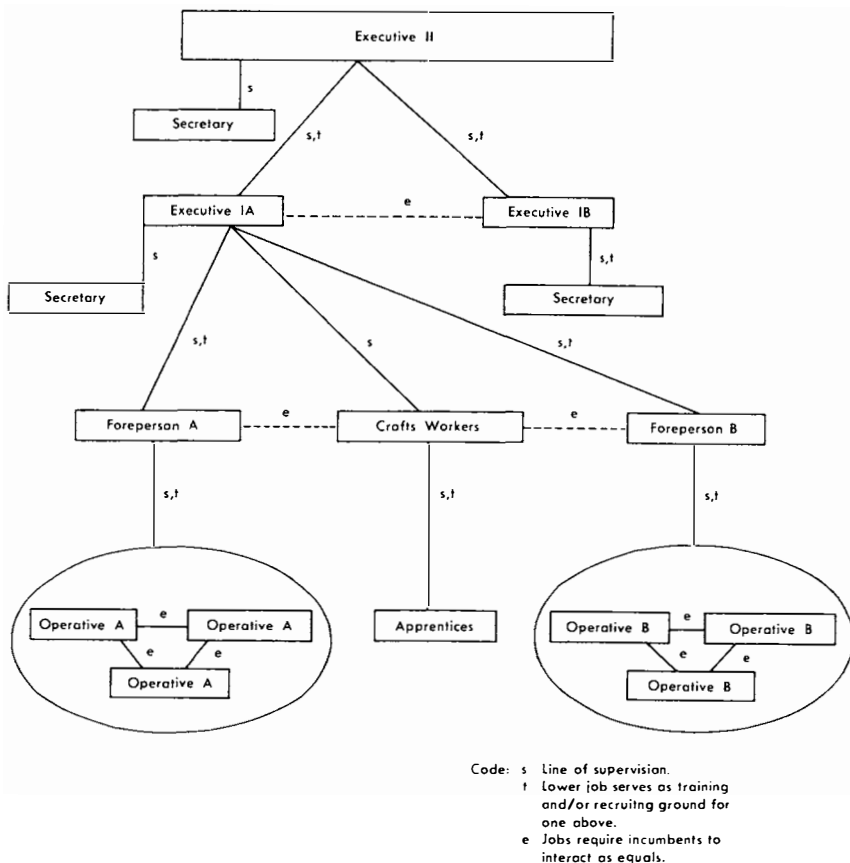 Executive II
s
Secretary
s,t
s,t
Executive IA
e
Executive IB
s
s,t
Secretary
Secretary
s,t
s
s,t
Foreperson A
e
Crafts Workers
e
Foreperson B
s,t
s,t
s,t
Operative A
e
Operative A
e
e
Operative A
Apprentices
Operative B
e
Operative B
e
e
Operative B
Code: s Line of supervision.
t Lower job serves as training
and/or recruitng ground for
one above.
e Jobs require incumbents to
interact as equals.